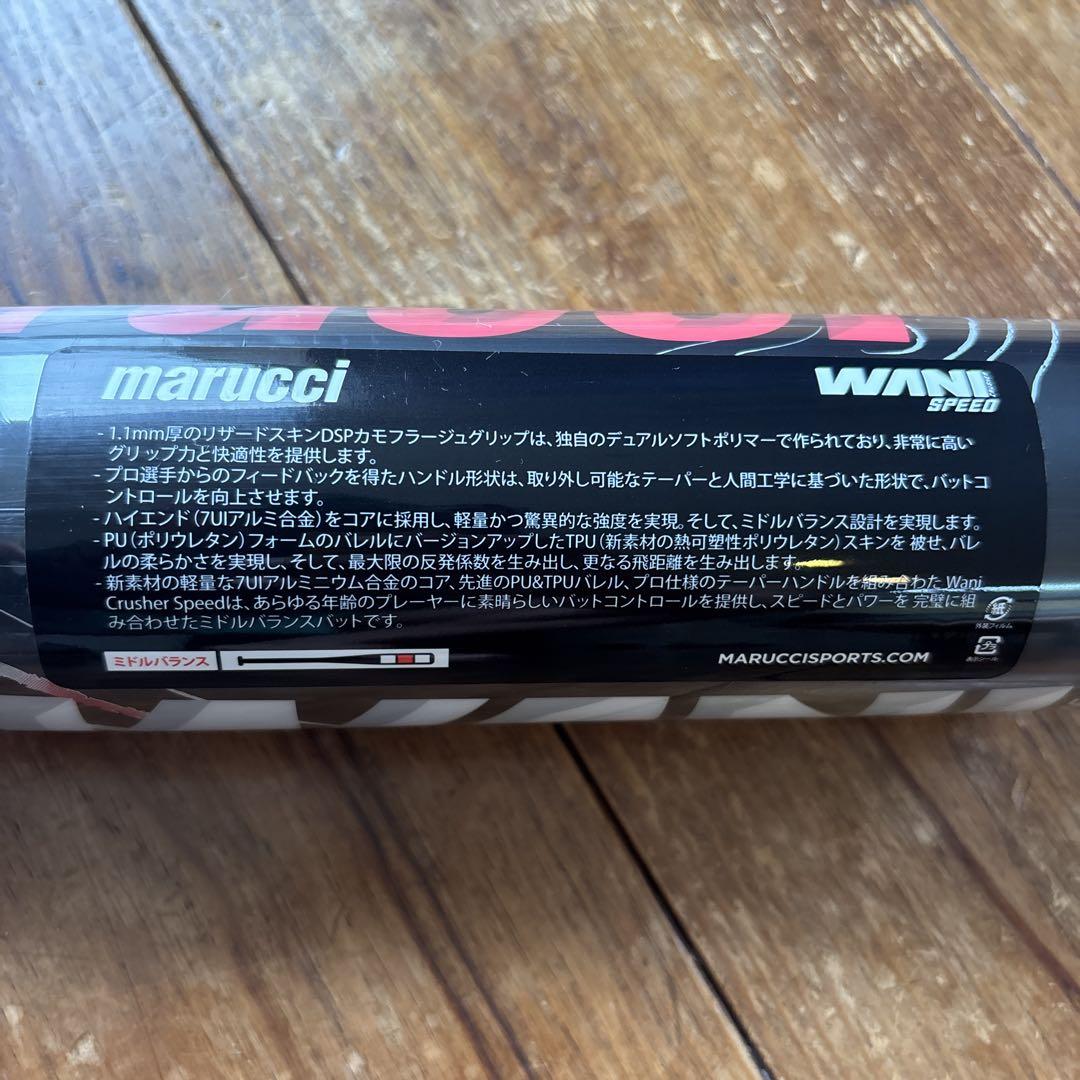 marucci
WANI
CRUSHER
SPEED
- 1.1mm厚のリザードスキンDSPカモフラージュグリップは、独自のデュアルソフトポリマーで作られており、非常に高い
グリップ力と快適性を提供します。
- プロ選手からのフィードバックを得たハンドル形状は、取り外し可能なテーパーと人間工学に基づいた形状で、バットコ
ントロールを向上させます。
- ハイエンド(7UIアルミ合金)をコアに採用し、軽量かつ驚異的な強度を実現。そして、ミドルバランス設計を実現します。
- PU(ポリウレタン)フォームのバレルにバージョンアップしたTPU(新素材の熱可塑性ポリウレタン)スキンを 被せ、バレ
ルの柔らかさを実現し、そして、最大限の反発係数を生み出し、更なる飛距離を生み出します。
- 新素材の軽量な7UIアルミニウム合金のコア、先進のPU&TPUバレル、プロ仕様のテーパーハンドルを組み合わた Wani
Crusher Speedは、あらゆる年齢のプレーヤーに素晴らしいバットコントロールを提供し、スピードとパワーを 完璧に組
み合わせたミドルバランスバットです。
紙
外装フィルム
プラ
表示シール
ミドルバランス
MARUCCISPORTS.COM